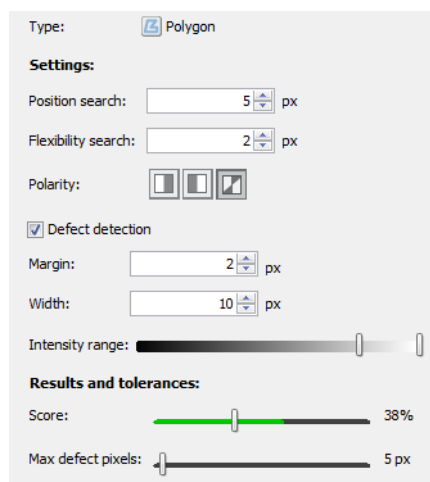 Type: Polygon
Settings:
Position search: 5 px
Flexibility search: 2 px
Polarity:
Defect detection
Margin: 2 px
Width: 10 px
Intensity range:
Results and tolerances:
Score: 38%
Max defect pixels: 5 px